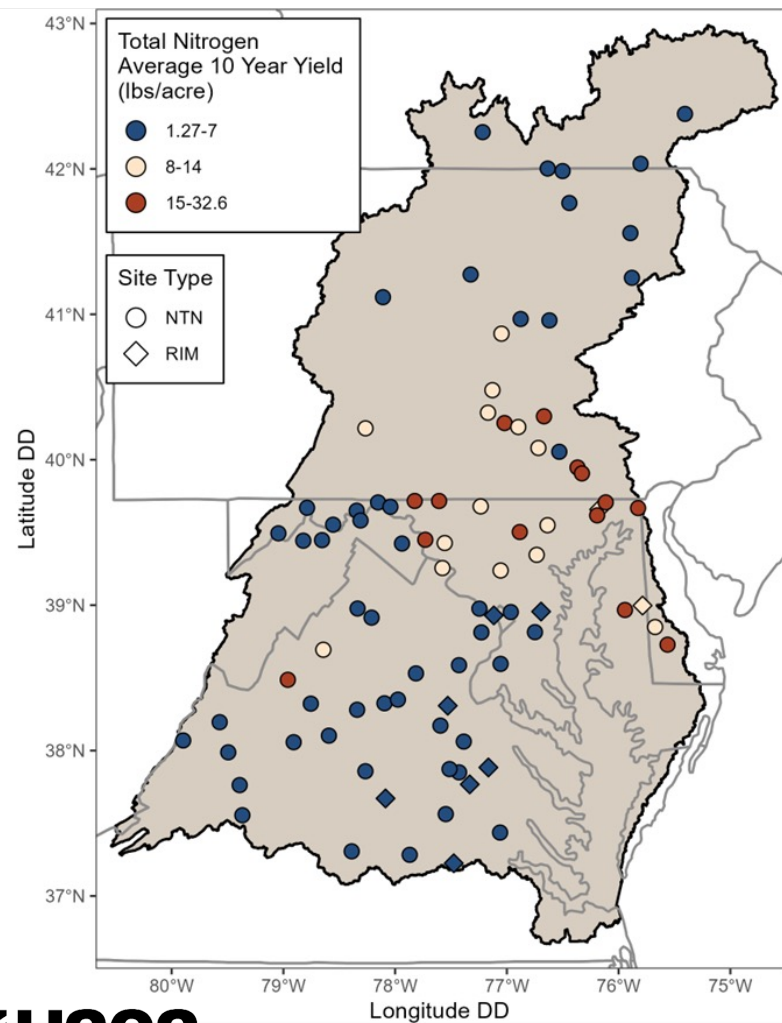 Total Nitrogen
Average 10 Year Yield
(lbs/acre)
1.27-7
8-14
15-32.6
Site Type
NTN
RIM
43°N
42°N
41°N
40°N
39°N
38°N
37°N
Latitude DD
80°W 79°W 78°W 77°W 76°W 75°W
Longitude DD